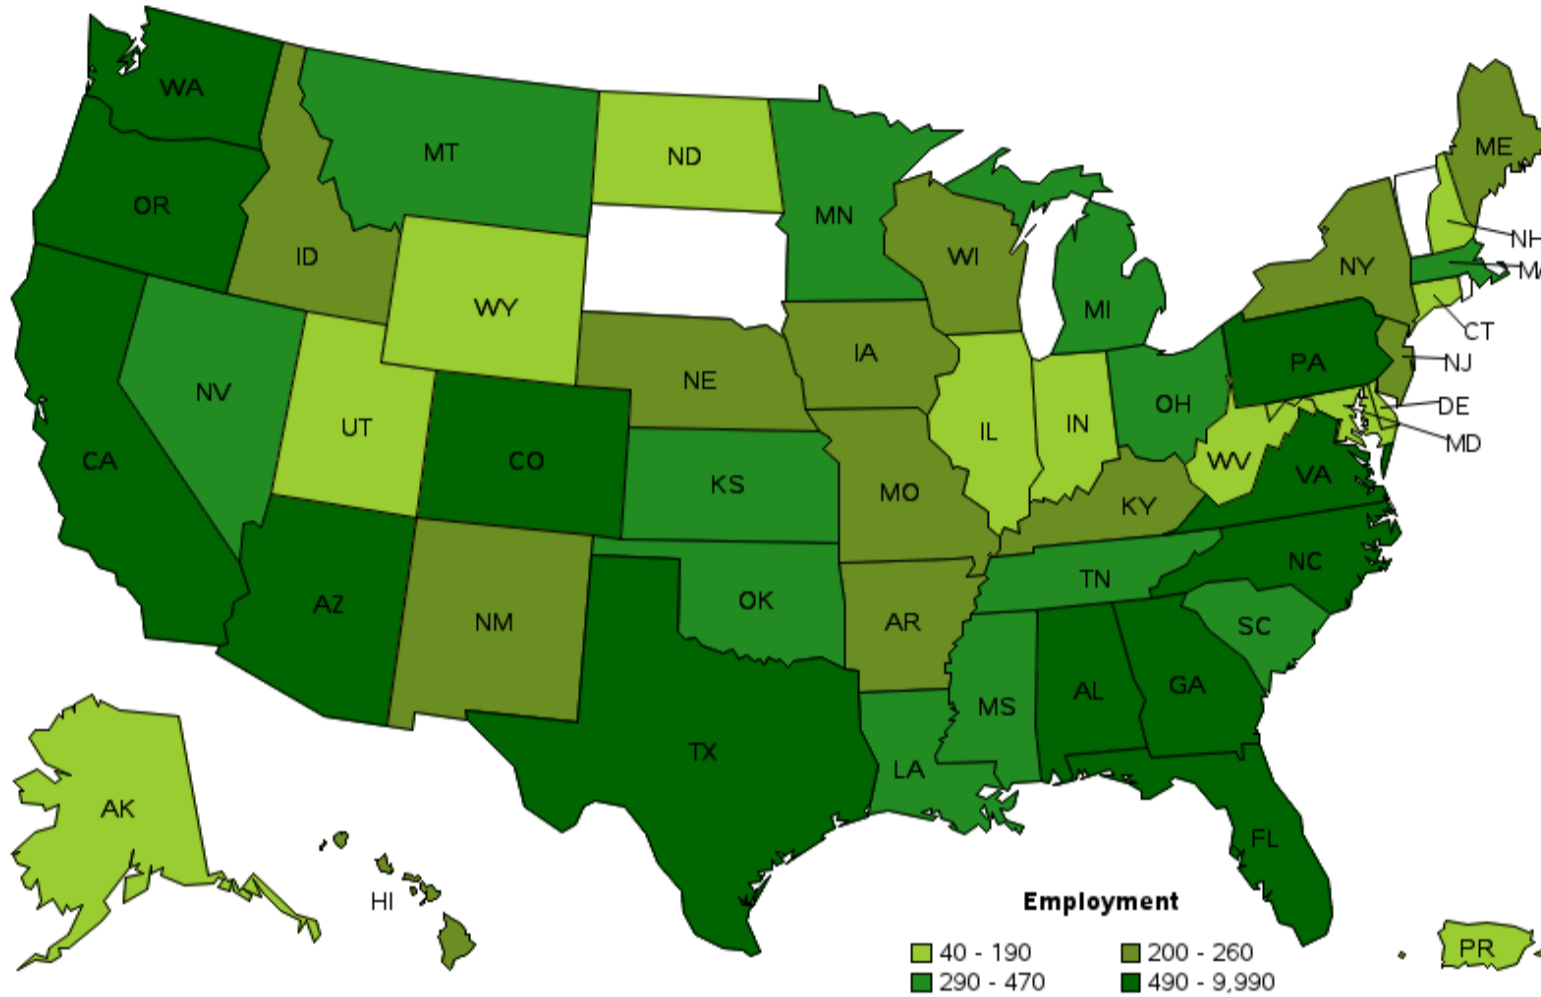 WA
MT
ND
ME
OR
MN
NH
ID
WI
NY
MA
WY
MI
CT
IA
PA
NJ
NE
NV
OH
DE
UT
IL
IN
MD
CA
CO
KS
MO
WV
VA
KY
NC
AZ
NM
OK
TN
AR
SC
MS
AL
GA
TX
LA
AK
FL
HI
PR
Employment
40 - 190
200 - 260
290 - 470
490 - 9,990